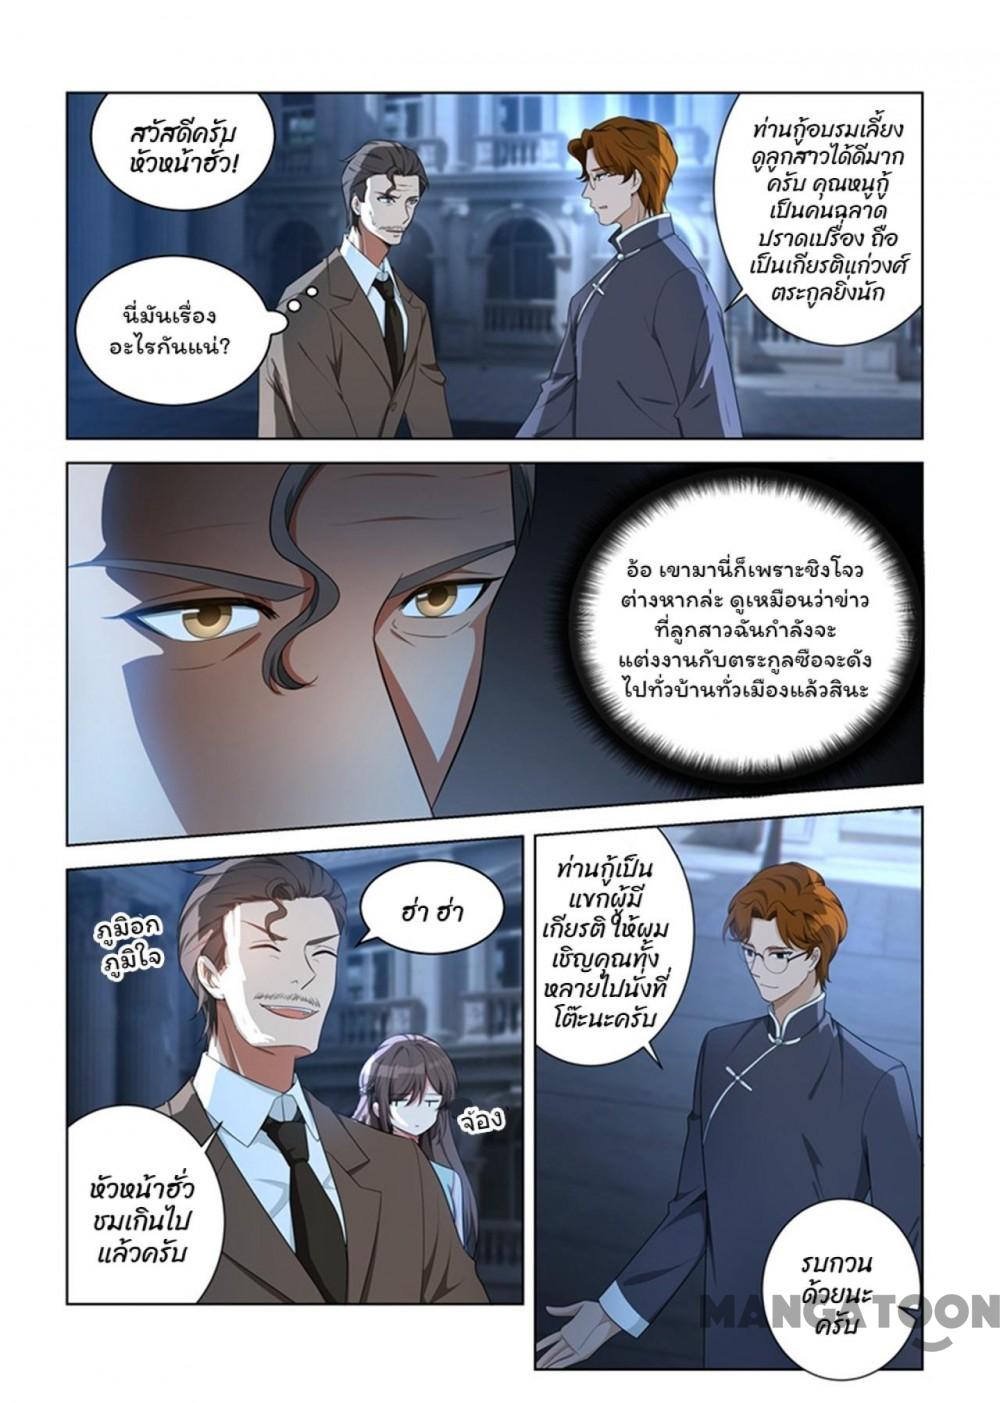 สวัสดีครับ
หัวหน้าฮั่ว!
ท่านกู้อบรมเลี้ยง
ดูลูกสาวได้ดีมาก
ครับ คุณหนูกู้
เป็นคนฉลาด
ปราดเปรื่อง ถือ
เป็นเกียรติแก่วงศ์
ตระกูลยิ่งนัก
นี่มันเรื่อง
อะไรกันแน่?
อ้อ เขามานี่ก็เพราะชิงโจว
ต่างหากล่ะ ดูเหมือนว่าข่าว
ที่ลูกสาวฉันกำลังจะ
แต่งงานกับตระกูลซือจะดัง
ไปทั่วบ้านทั่วเมืองแล้วสินะ
ฮ่า ฮ่า
ภูมิอก
ภูมิใจ
จ้อง
หัวหน้าฮั่ว
ชมเกินไป
แล้วครับ
ท่านกู้เป็น
แขกผู้มี
เกียรติ ให้ผม
เชิญคุณทั้ง
หลายไปนั่งที่
โต๊ะนะครับ
รบกวน
ด้วยนะ
ครับ
MANGATOON